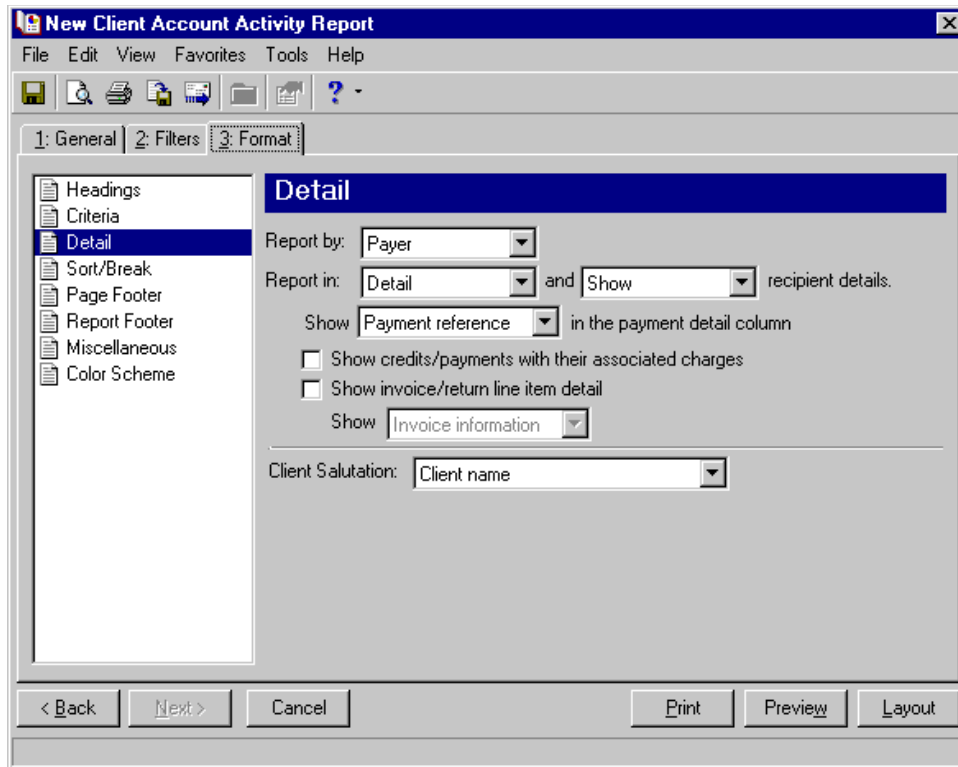 New Client Account Activity Report
File Edit View Favorites Tools Help
1: General 2: Filters 3: Format
Headings
Criteria
Detail
Sort/Break
Page Footer
Report Footer
Miscellaneous
Color Scheme
Detail
Report by: Payer
Report in: Detail and Show recipient details.
Show Payment reference in the payment detail column
Show credits/payments with their associated charges
Show invoice/return line item detail
Show Invoice information
Client Salutation: Client name
< Back Next > Cancel Print Preview Layout